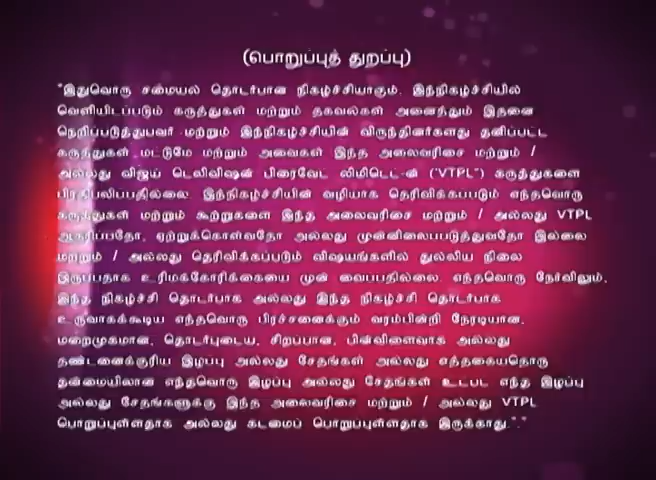 (பொறுப்புத் துறப்பு)
"இதுவொரு சமையல் தொடர்பான நிகழ்ச்சியாகும். இந்நிகழ்ச்சியில்
வெளியிடப்படும் கருத்துகள் மற்றும் தகவல்கள் அனைத்தும் இதனை
நெறிப்படுத்துபவர் மற்றும் இந்நிகழ்ச்சியின் விருந்தினர்களது தனிப்பட்ட
கருத்துகள் மட்டுமே மற்றும் அவைகள் இந்த அலைவரிசை மற்றும் /
அல்லது விஜய் டெலிவிஷன் பிரைவேட் லிமிடெட்-ன் ("VTPL") கருத்துகளை
பிரதிபலிப்பதில்லை. இந்நிகழ்ச்சியின் வழியாக தெரிவிக்கப்படும் எந்தவொரு
கருத்துகள் மற்றும் கூற்றுகளை இந்த அலைவரிசை மற்றும் / அல்லது VTPL
ஆதரிப்பதோ, ஏற்றுக்கொள்வதோ அல்லது முன்னிலைப்படுத்துவதோ இல்லை
மற்றும் / அல்லது தெரிவிக்கப்படும் விஷயங்களில் துல்லிய நிலை
இருப்பதாக உரிமக்கோரிக்கையை முன் வைப்பதில்லை. எந்தவொரு நேர்விலும்,
இந்த நிகழ்ச்சி தொடர்பாக அல்லது இந்த நிகழ்ச்சி தொடர்பாக
உருவாகக்கூடிய எந்தவொரு பிரச்சனைக்கும் வரம்பின்றி நேரடியான,
மறைமுகமான, தொடர்புடைய, சிறப்பான, பின்விளைவாக அல்லது
தண்டனைக்குரிய இழப்பு அல்லது சேதங்கள் அல்லது எத்தகையதொரு
தன்மையிலான எந்தவொரு இழப்பு அல்லது சேதங்கள் உட்பட எந்த இழப்பு
அல்லது சேதங்களுக்கு இந்த அலைவரிசை மற்றும் / அல்லது VTPL
பொறுப்புள்ளதாக அல்லது கடமைப் பொறுப்புள்ளதாக இருக்காது."."